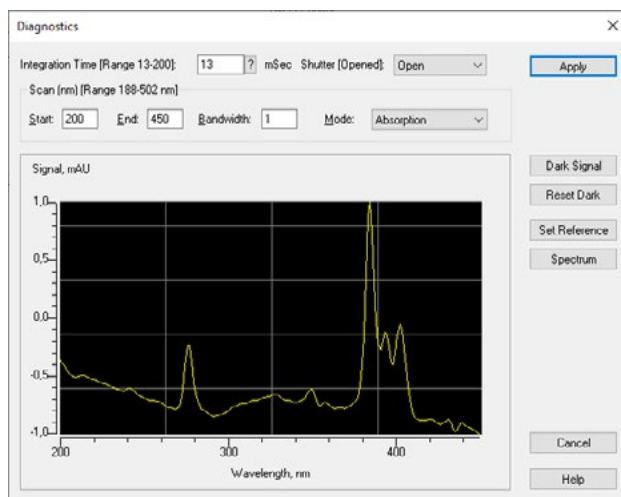 Diagnostics
Integration Time [Range 13-200]: 13 ? mSec Shutter [Opened]: Open
Apply
Scan (nm) [Range 188-502 nm]
Start: 200 End: 450 Bandwidth: 1 Mode: Absorption
Signal, mAU
Dark Signal
Reset Dark
Set Reference
Spectrum
1,0
0,5
0,0
-0,5
-1,0
200 300 400
Wavelength, nm
Cancel
Help